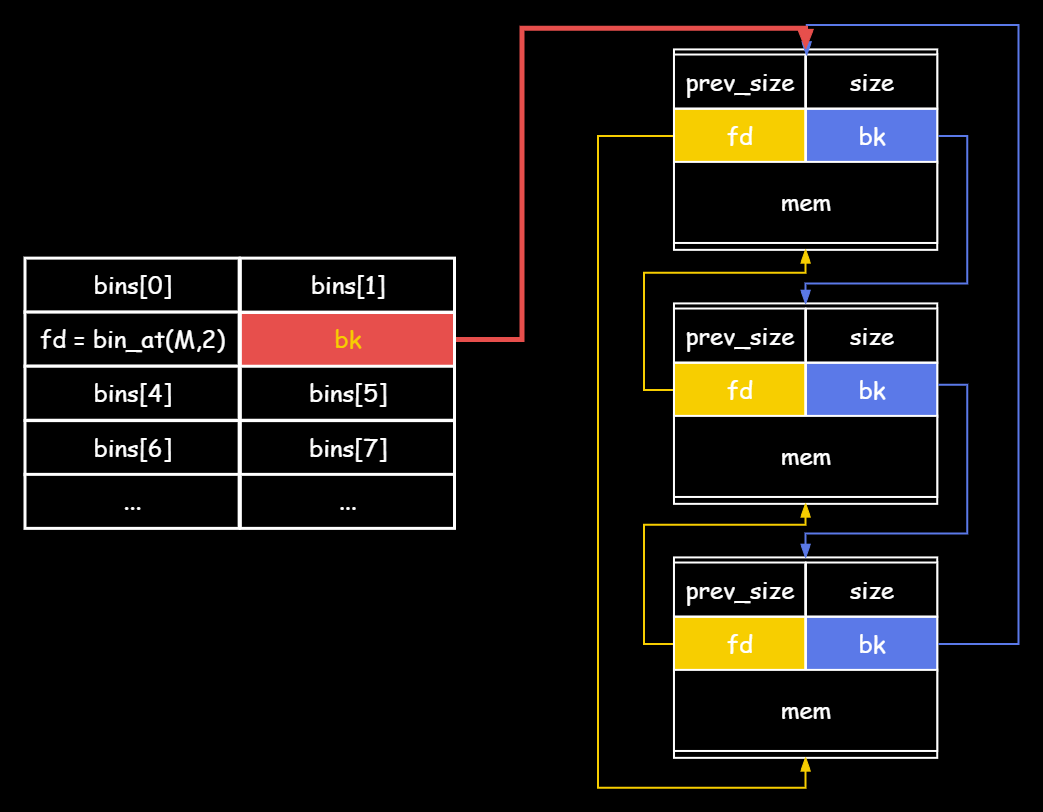 bins[0] bins[1]
fd = bin_at(M,2) bk
bins[4] bins[5]
bins[6] bins[7]
... ...
prev_size size
fd bk
mem
prev_size size
fd bk
mem
prev_size size
fd bk
mem